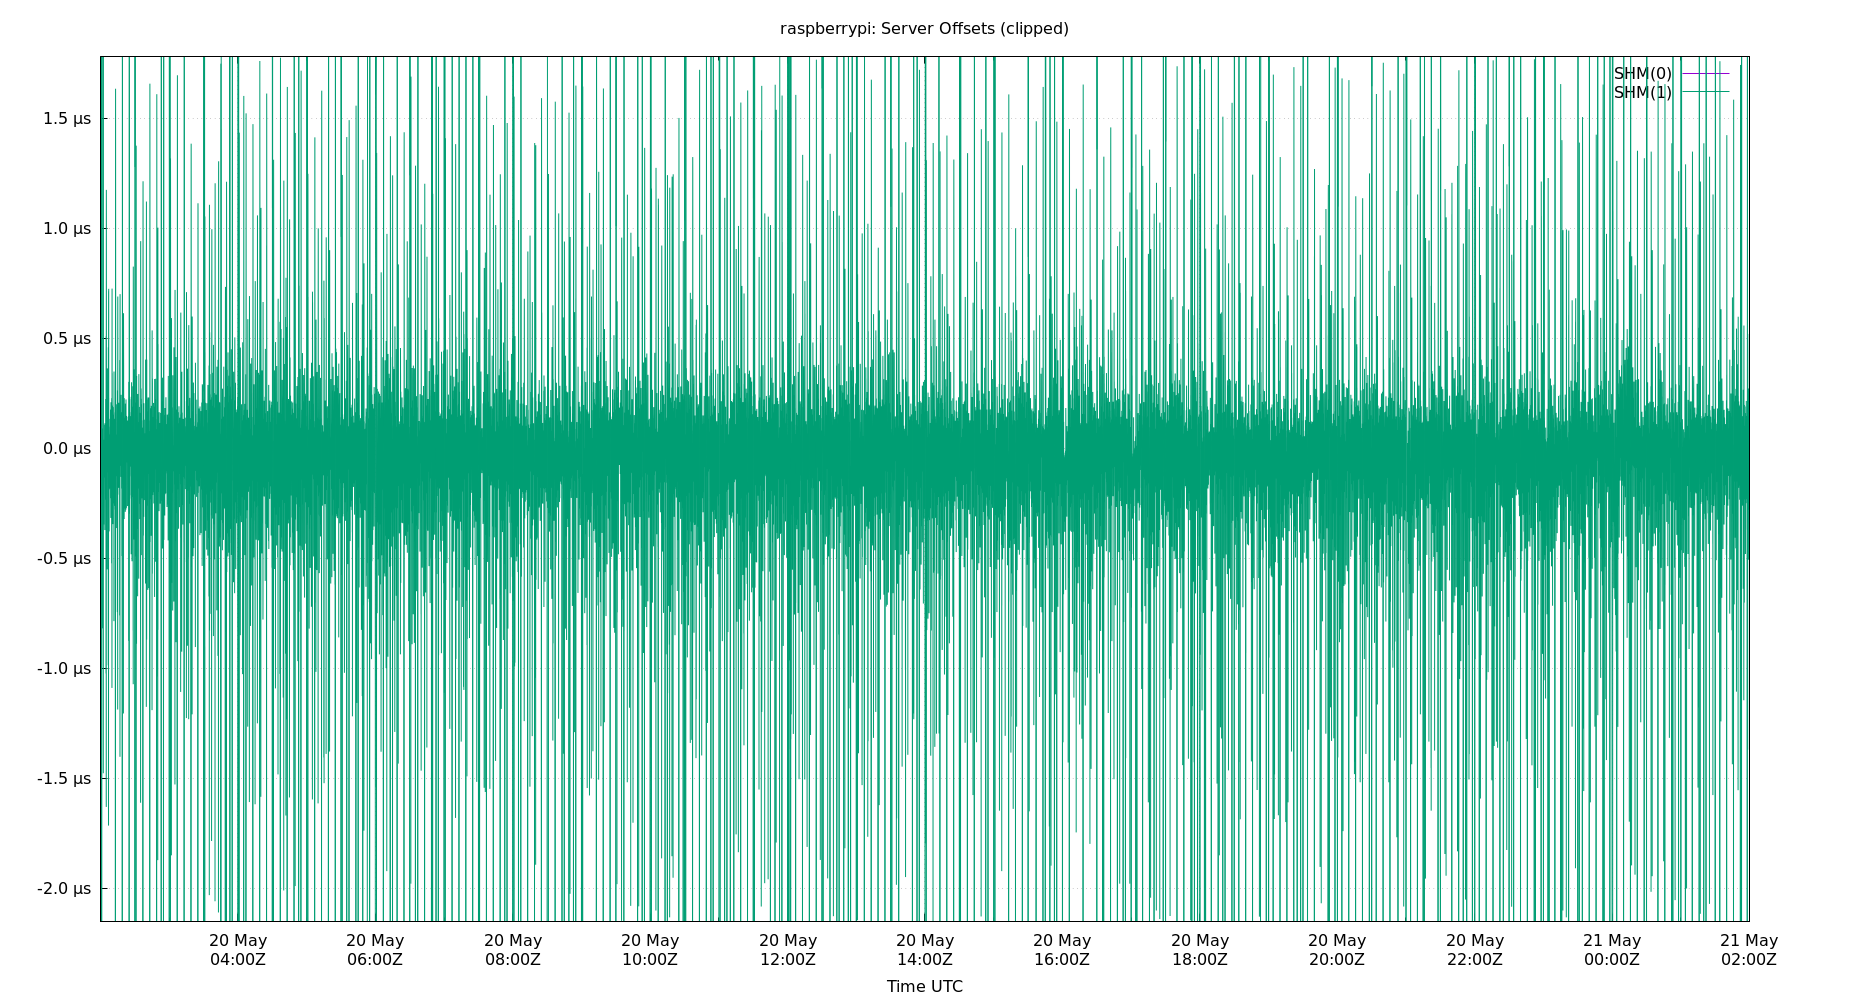 raspberrypi: Server Offsets (clipped)
SHM(0)
SHM(1)
1.5 µs
1.0 µs
0.5 µs
0.0 µs
-0.5 µs
-1.0 µs
-1.5 µs
-2.0 µs
20 May 20 May 20 May 20 May 20 May 20 May 20 May 20 May 20 May 20 May 21 May 21 May
04:00Z 06:00Z 08:00Z 10:00Z 12:00Z 14:00Z 16:00Z 18:00Z 20:00Z 22:00Z 00:00Z 02:00Z
Time UTC